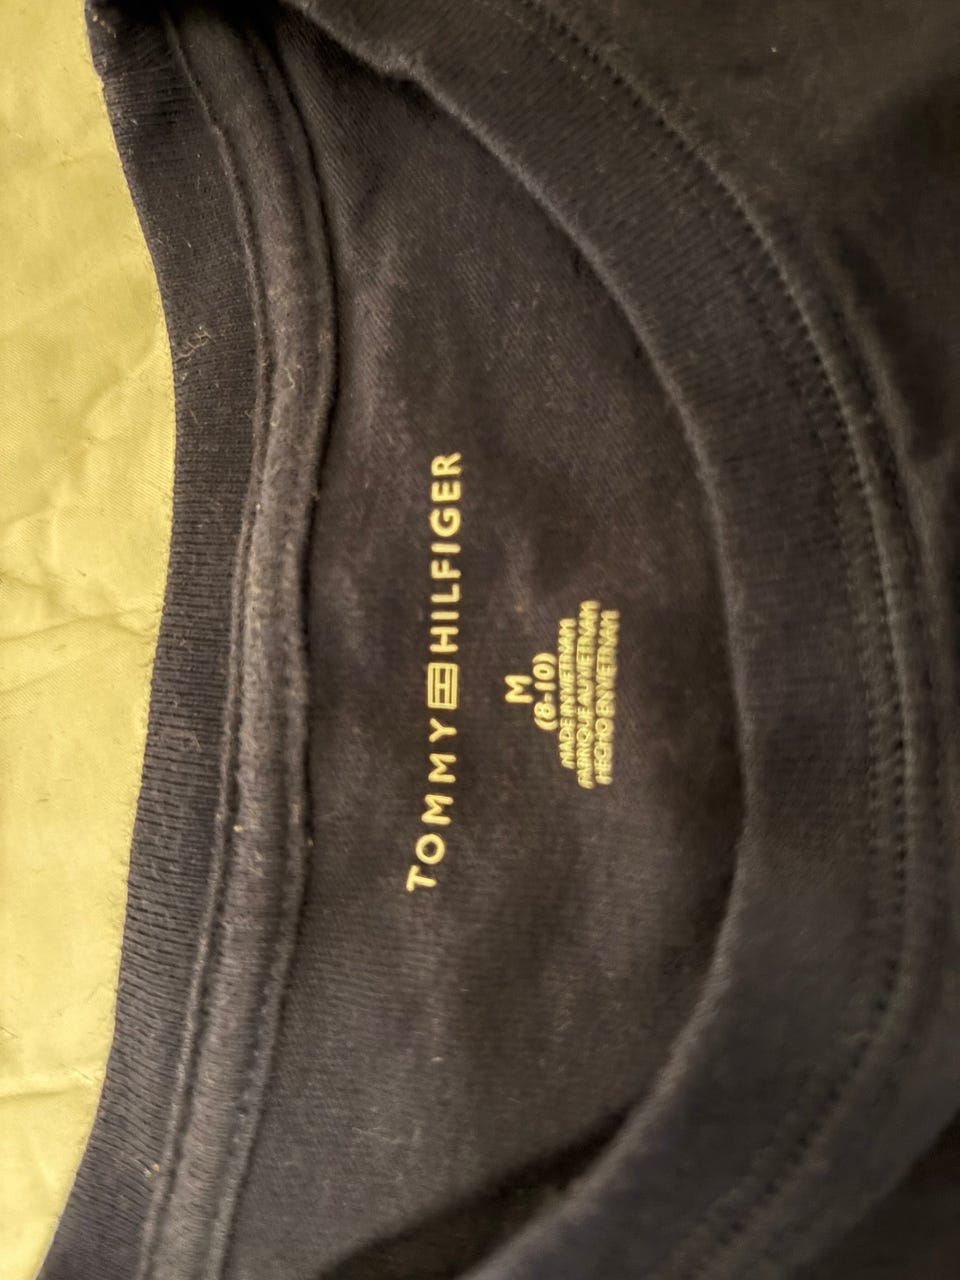 TOMMY HILFIGER
M
(8-10)
MADE IN VIETNAM
FABRIQUÉ AU VIETNAM
HECHO EN VIETNAM